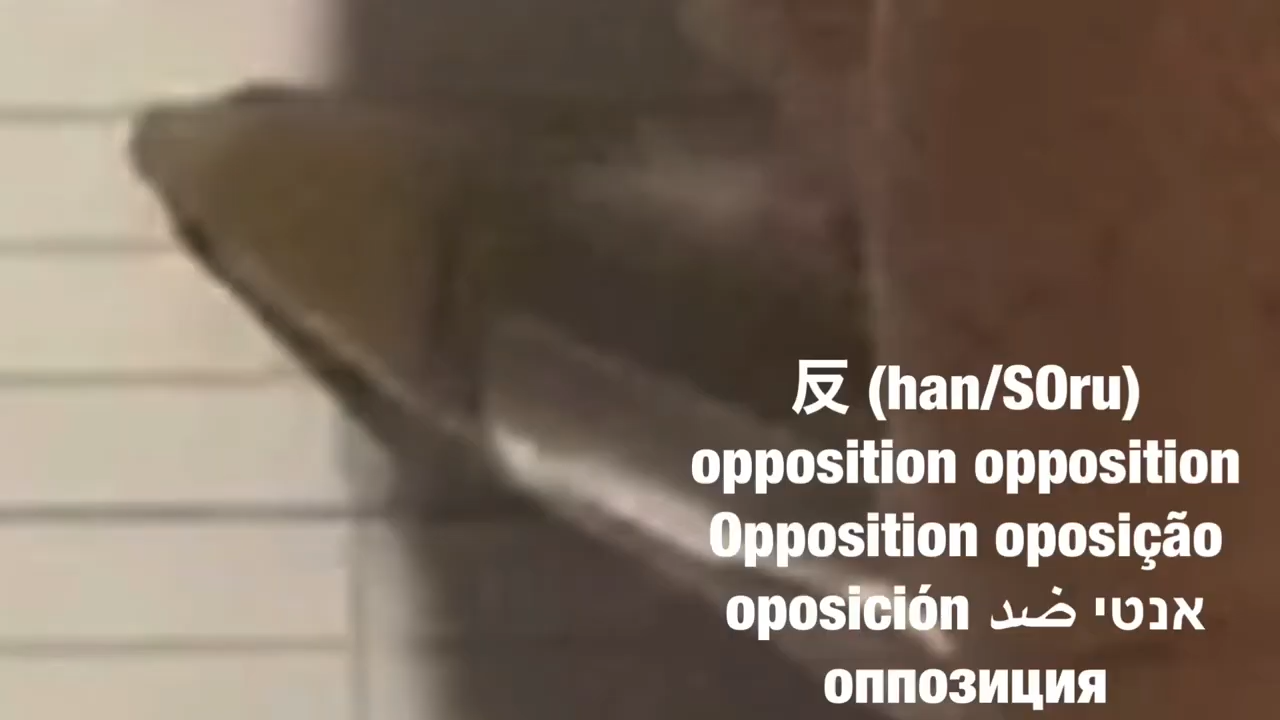 反 (han/SOru)
opposition opposition
Opposition oposição
oposición ضد אנטי
оппозиция